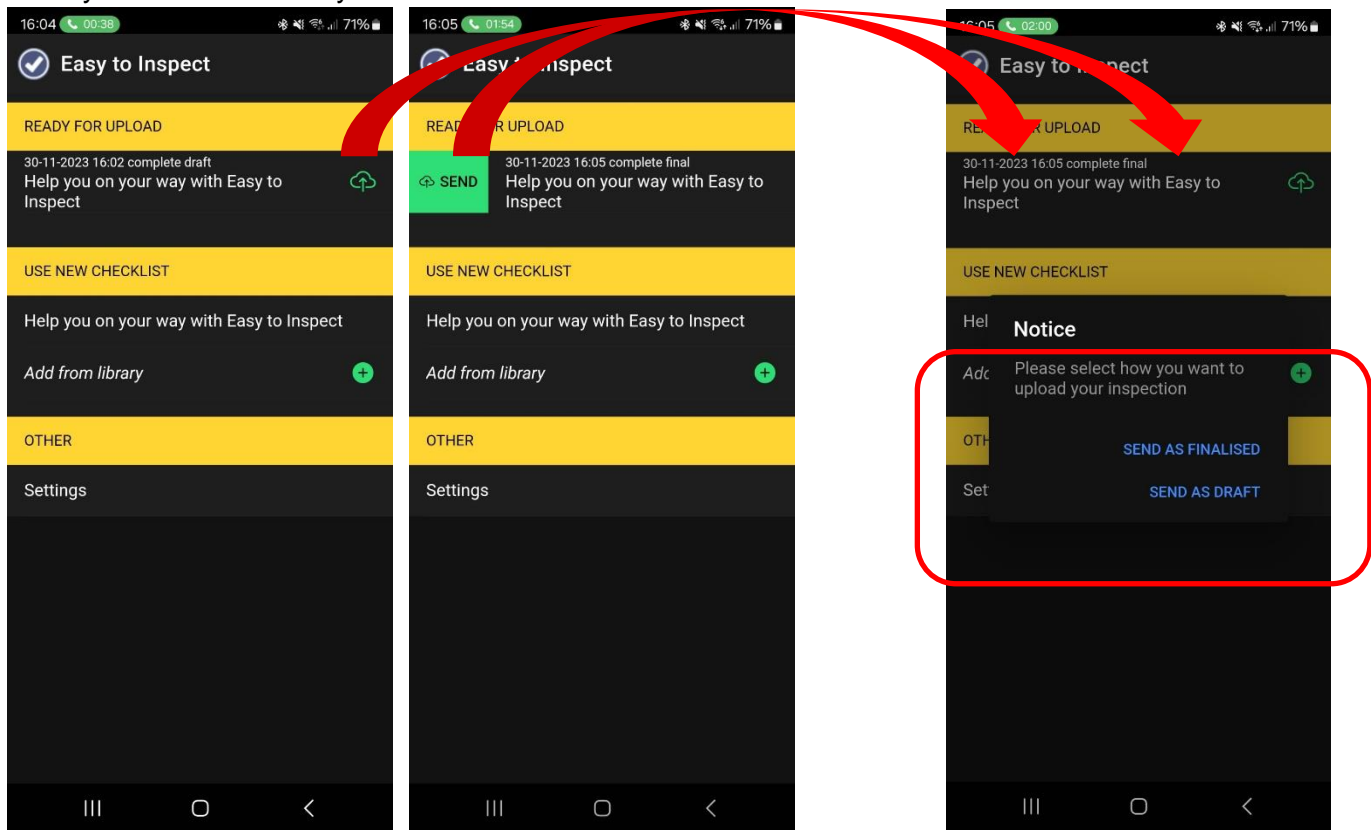 16:04 00:38 71%
Easy to Inspect
READY FOR UPLOAD
30-11-2023 16:02 complete draft
Help you on your way with Easy to
Inspect
USE NEW CHECKLIST
Help you on your way with Easy to Inspect
Add from library
OTHER
Settings
16:05 01:54 71%
Inspect
UPLOAD
SEND
30-11-2023 16:05 complete final
Help you on your way with Easy to
Inspect
USE NEW CHECKLIST
Help you on your way with Easy to Inspect
Add from library
OTHER
Settings
16:05 02:00 71%
Easy to Inspect
UPLOAD
30-11-2023 16:05 complete final
Help you on your way with Easy to
Inspect
USE NEW CHECKLIST
Hel
Notice
Please select how you want to
upload your inspection
Adc
OTH
SEND AS FINALISED
Set
SEND AS DRAFT